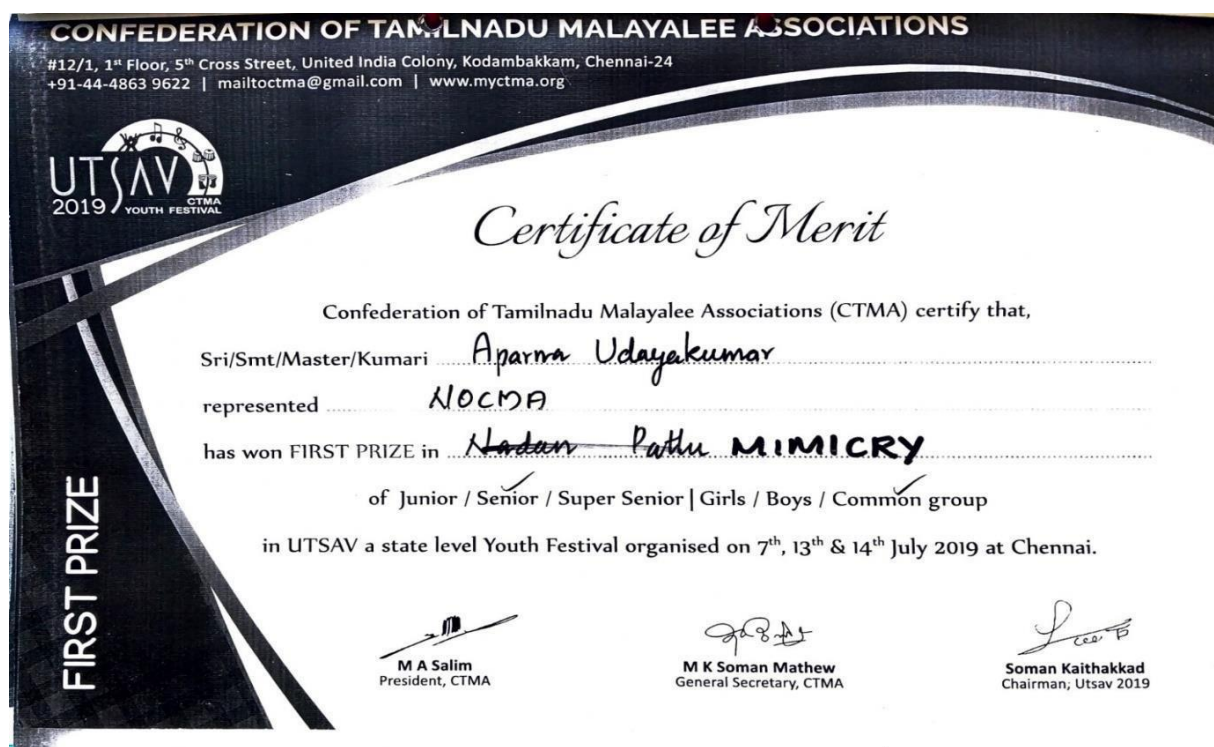 CONFEDERATION OF TAMILNADU MALAYALEE ASSOCIATIONS
#12/1, 1st Floor, 5th Cross Street, United India Colony, Kodambakkam, Chennai-24
+91-44-4863 9622 | mailtoctma@gmail.com | www.myctma.org
UTSAV
2019 YOUTH FESTIVAL CTMA
Certificate of Merit
Confederation of Tamilnadu Malayalee Associations (CTMA) certify that,
Sri/Smt/Master/Kumari Aparna Udayakumar
represented NOCMA
has won FIRST PRIZE in Nadan Pattu MIMICRY
of Junior / Senior / Super Senior | Girls / Boys / Common group
in UTSAV a state level Youth Festival organised on 7th, 13th & 14th July 2019 at Chennai.
FIRST PRIZE
M A Salim
President, CTMA
M K Soman Mathew
General Secretary, CTMA
Soman Kaithakkad
Chairman; Utsav 2019